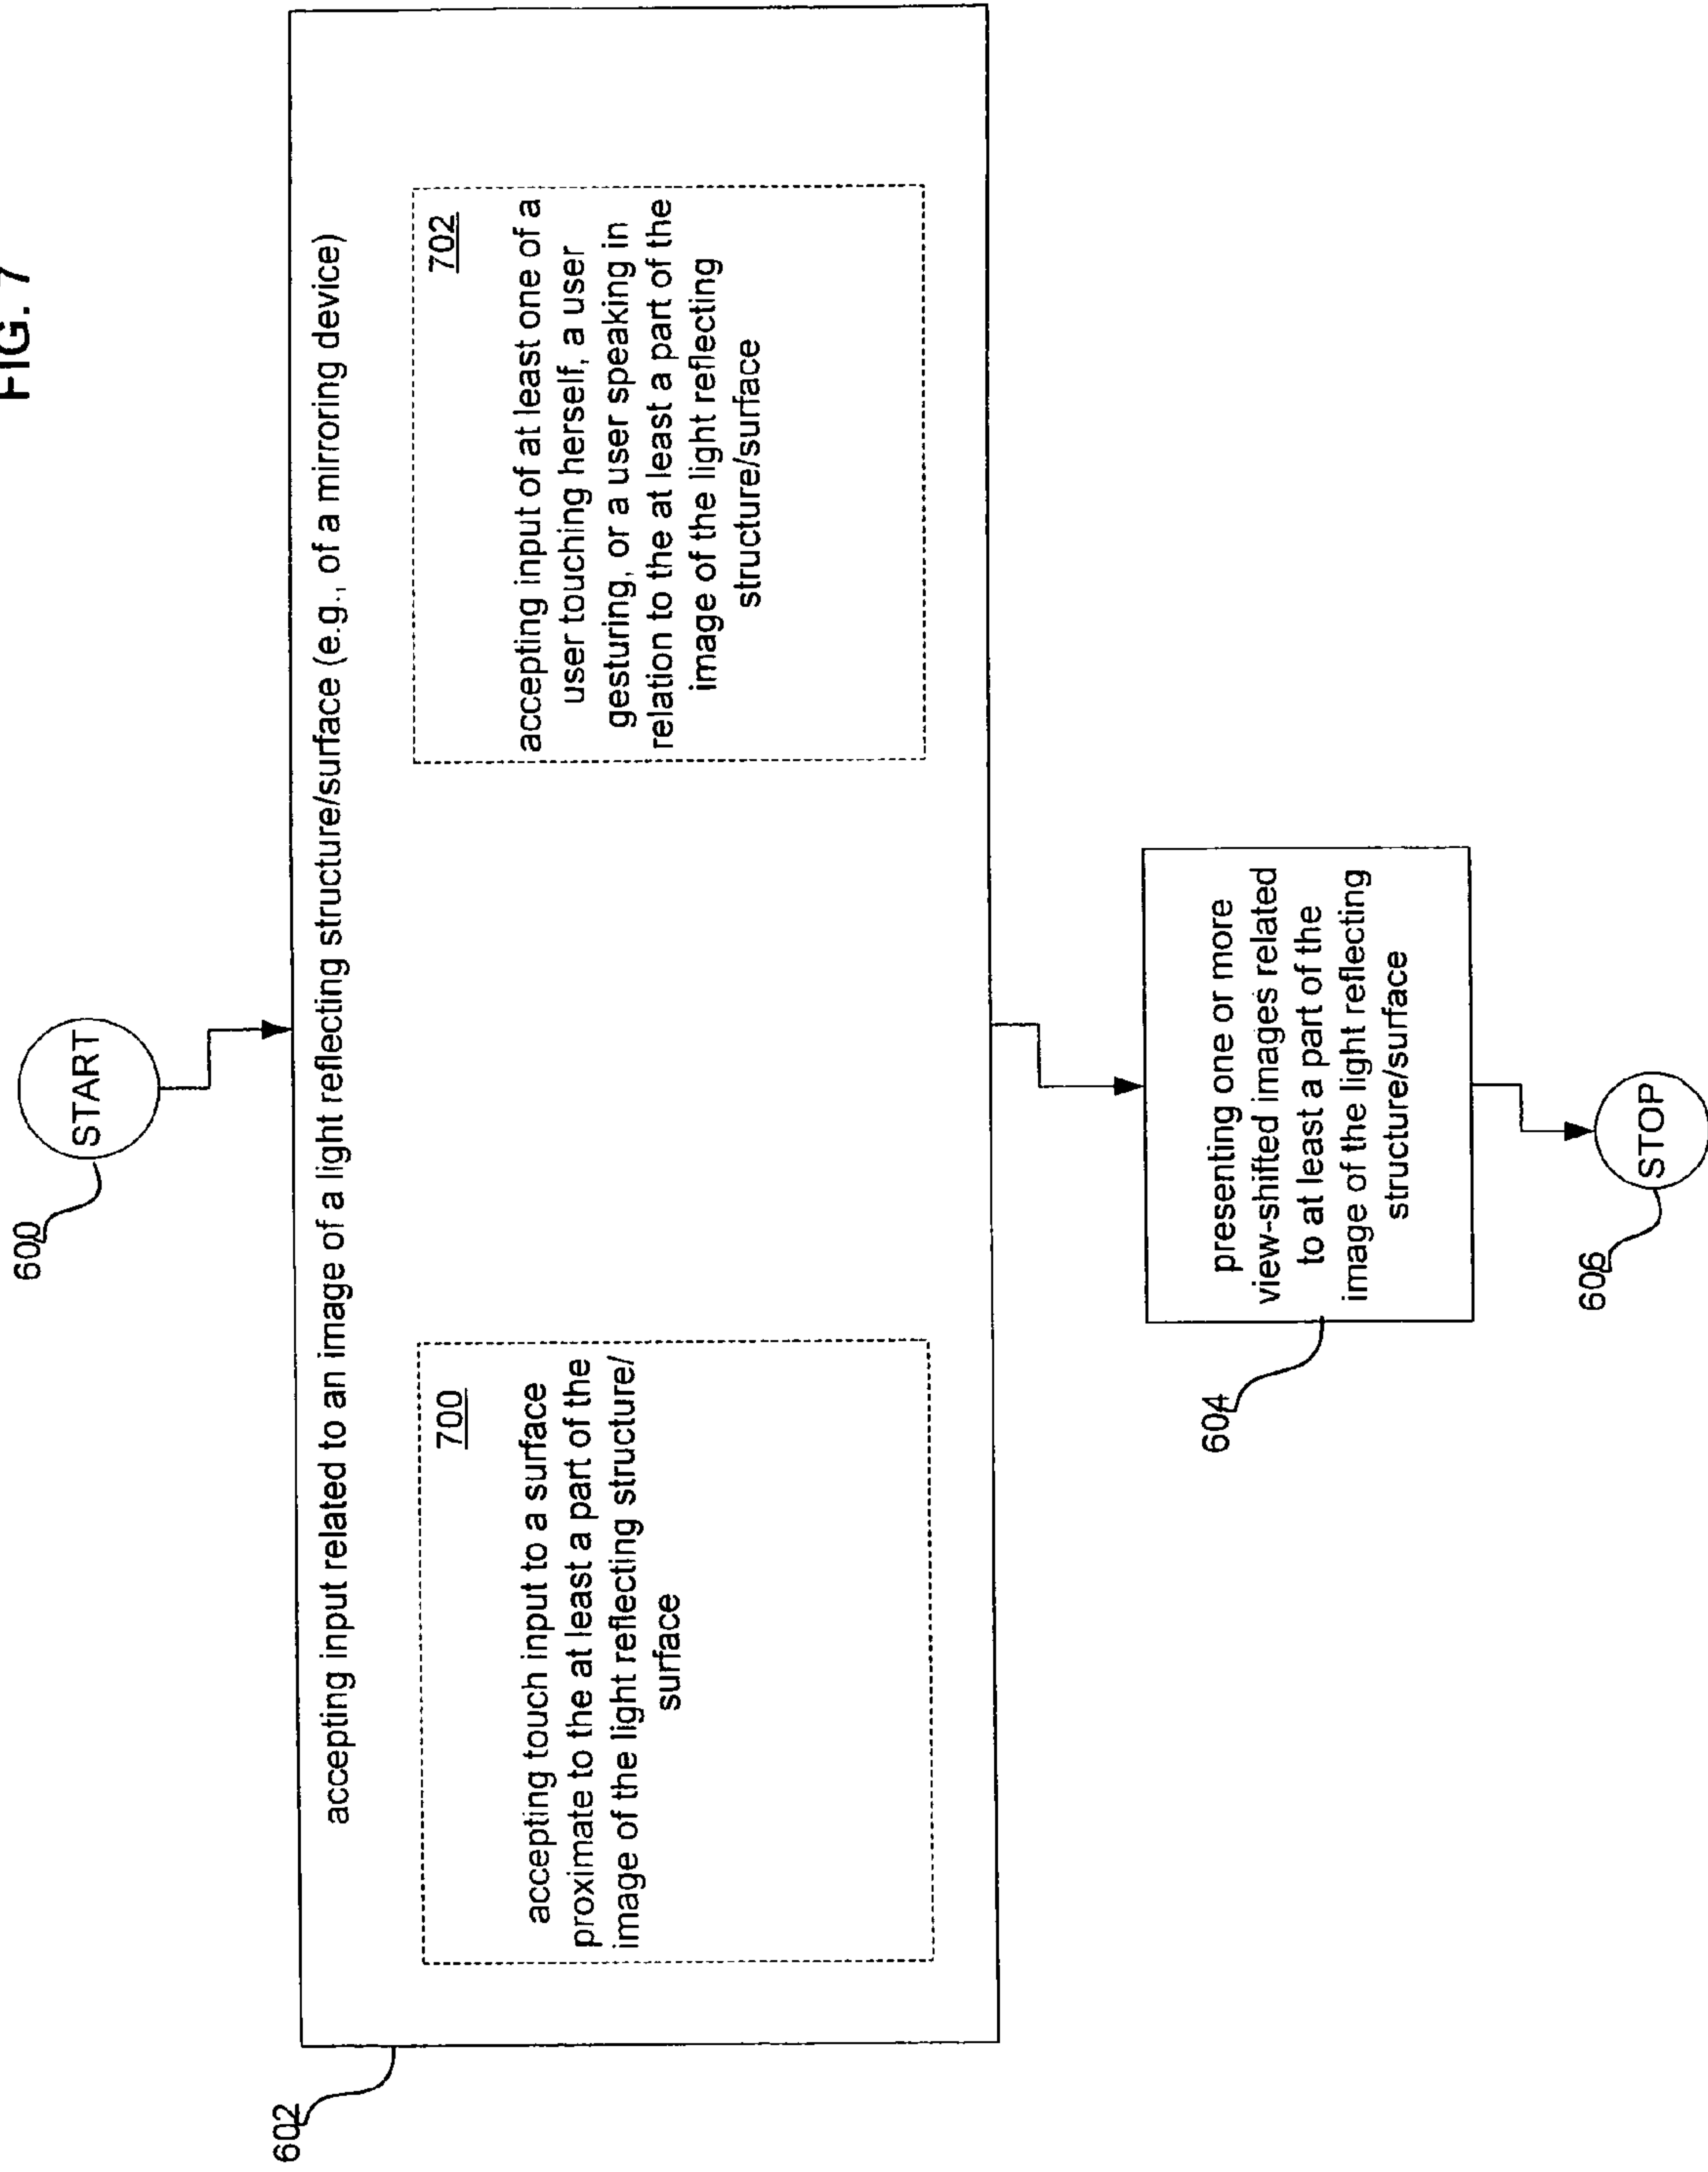 FIG. 7
600
START
602
accepting input related to an image of a light reflecting structure/surface (e.g., of a mirroring device)
700
accepting touch input to a surface
proximate to the at least a part of the
image of the light reflecting structure/
surface
702
accepting input of at least one of a
user touching herself, a user
gesturing, or a user speaking in
relation to the at least a part of the
image of the light reflecting
structure/surface
604
presenting one or more
view-shifted images related
to at least a part of the
image of the light reflecting
structure/surface
606
STOP